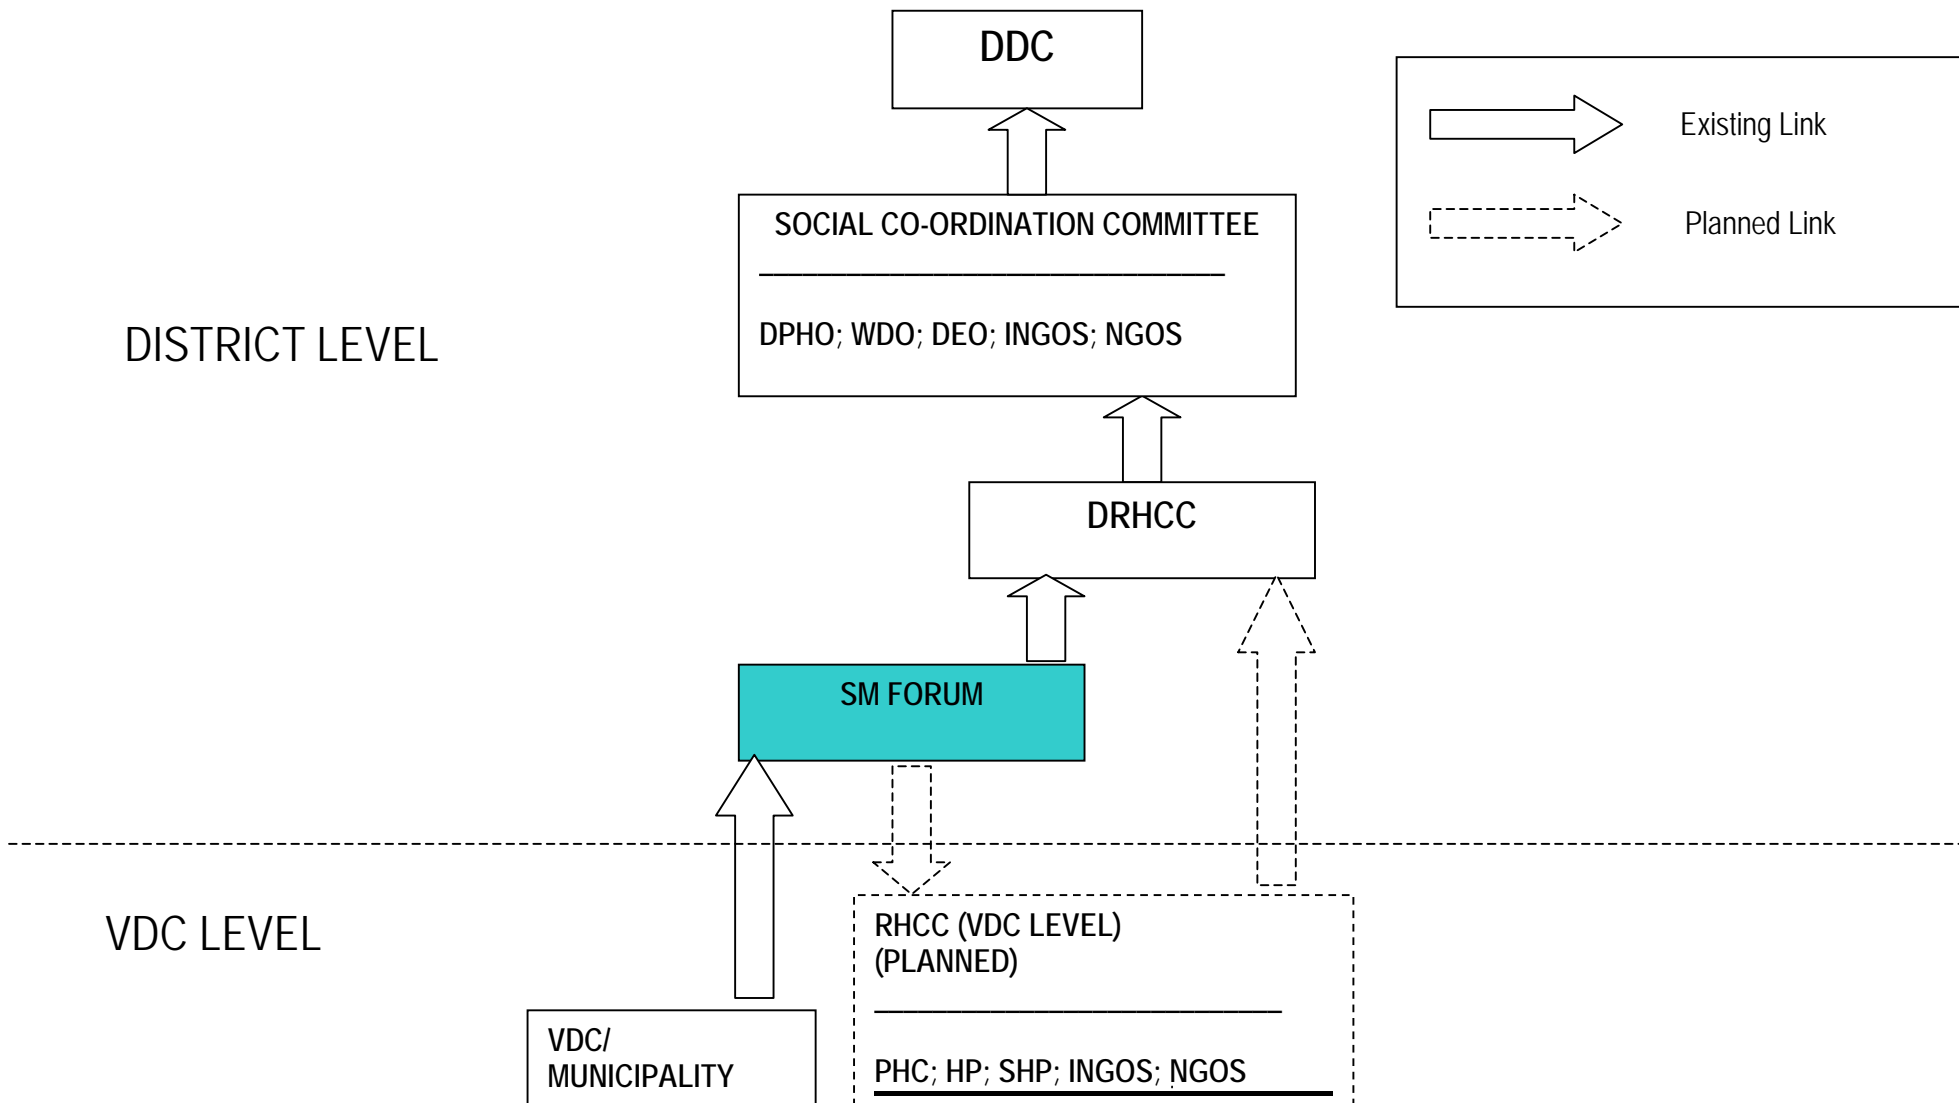 DDC
Existing Link
Planned Link
SOCIAL CO-ORDINATION COMMITTEE
DPHO; WDO; DEO; INGOS; NGOS
DISTRICT LEVEL
DRHCC
SM FORUM
VDC LEVEL
RHCC (VDC LEVEL)
(PLANNED)
PHC; HP; SHP; INGOS; NGOS
VDC/
MUNICIPALITY